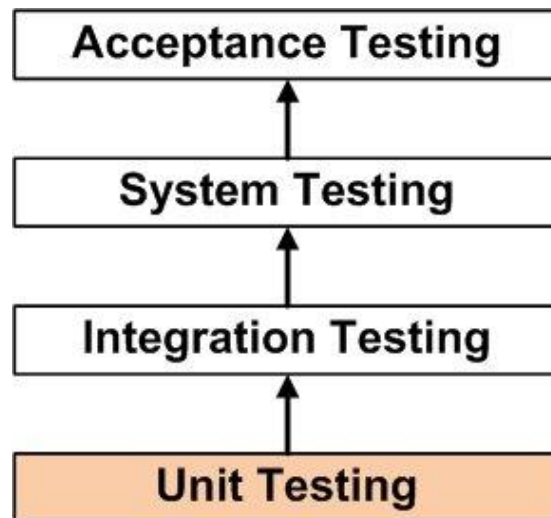 Acceptance Testing
System Testing
Integration Testing
Unit Testing